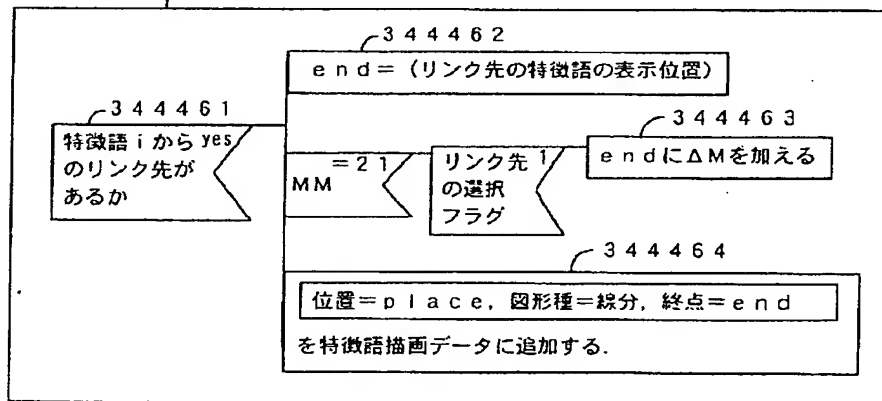 344462
end=(リンク先の特徴語の表示位置)
344461
特徴語iから yes
のリンク先が
あるか
MM =21
リンク先 1
の選択
フラグ
344463
endにΔMを加える
344464
位置=place, 図形種=線分, 終点=end
を特徴語描画データに追加する.